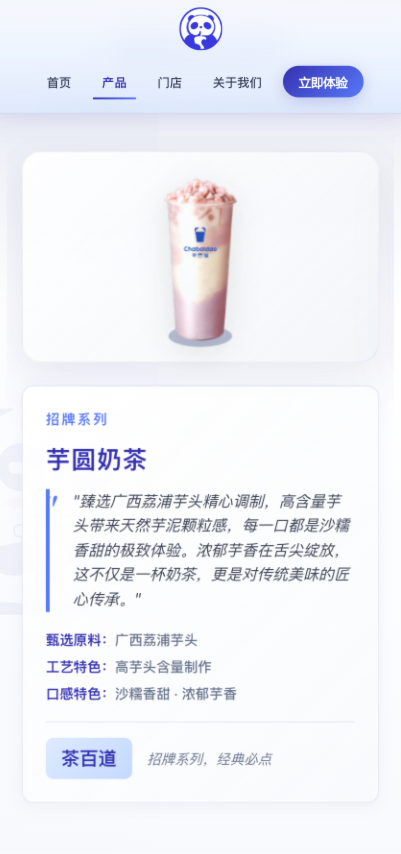 首页 产品 门店 关于我们 立即体验
Chabaidao
茶百道
招牌系列
芋圆奶茶
"臻选广西荔浦芋头精心调制，高含量芋
头带来天然芋泥颗粒感，每一口都是沙糯
香甜的极致体验。浓郁芋香在舌尖绽放，
这不仅是一杯奶茶，更是对传统美味的匠
心传承。"
甄选原料：广西荔浦芋头
工艺特色：高芋头含量制作
口感特色：沙糯香甜 · 浓郁芋香
茶百道 招牌系列，经典必点